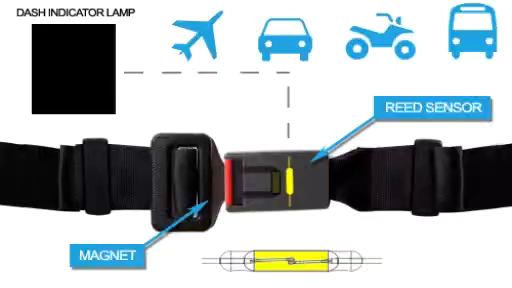 DASH INDICATOR LAMP
REED SENSOR
MAGNET